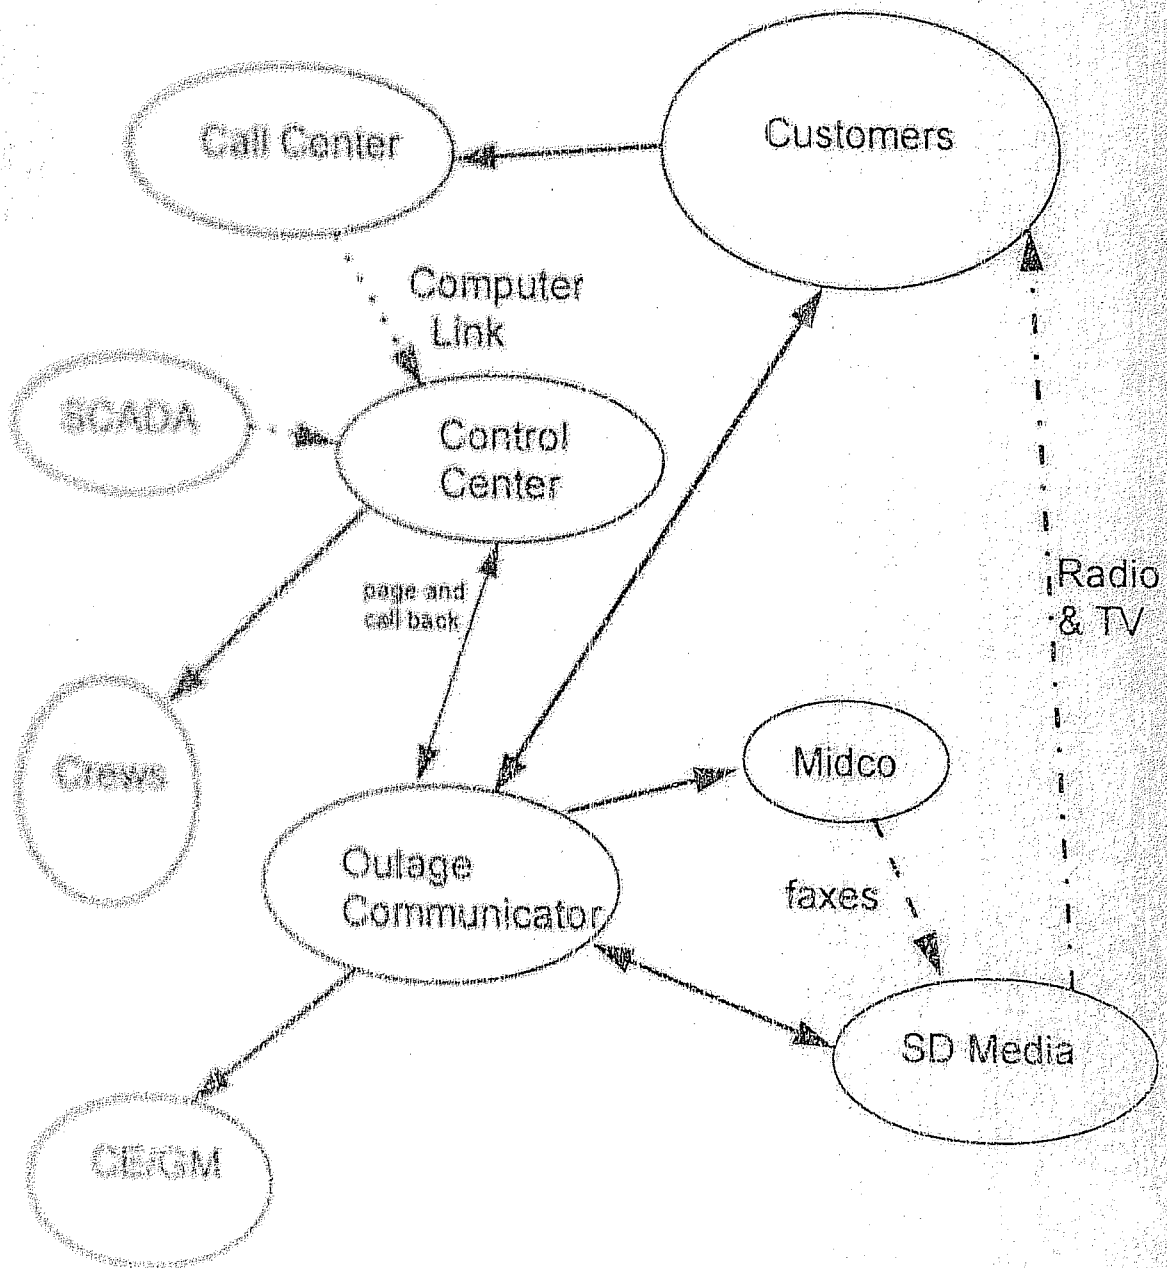 Call Center
Customers
Computer
Link
SCADA
Control
Center
page and
call back
Radio
& TV
Crews
Midco
Outage
Communicator
faxes
SD Media
CE/GM